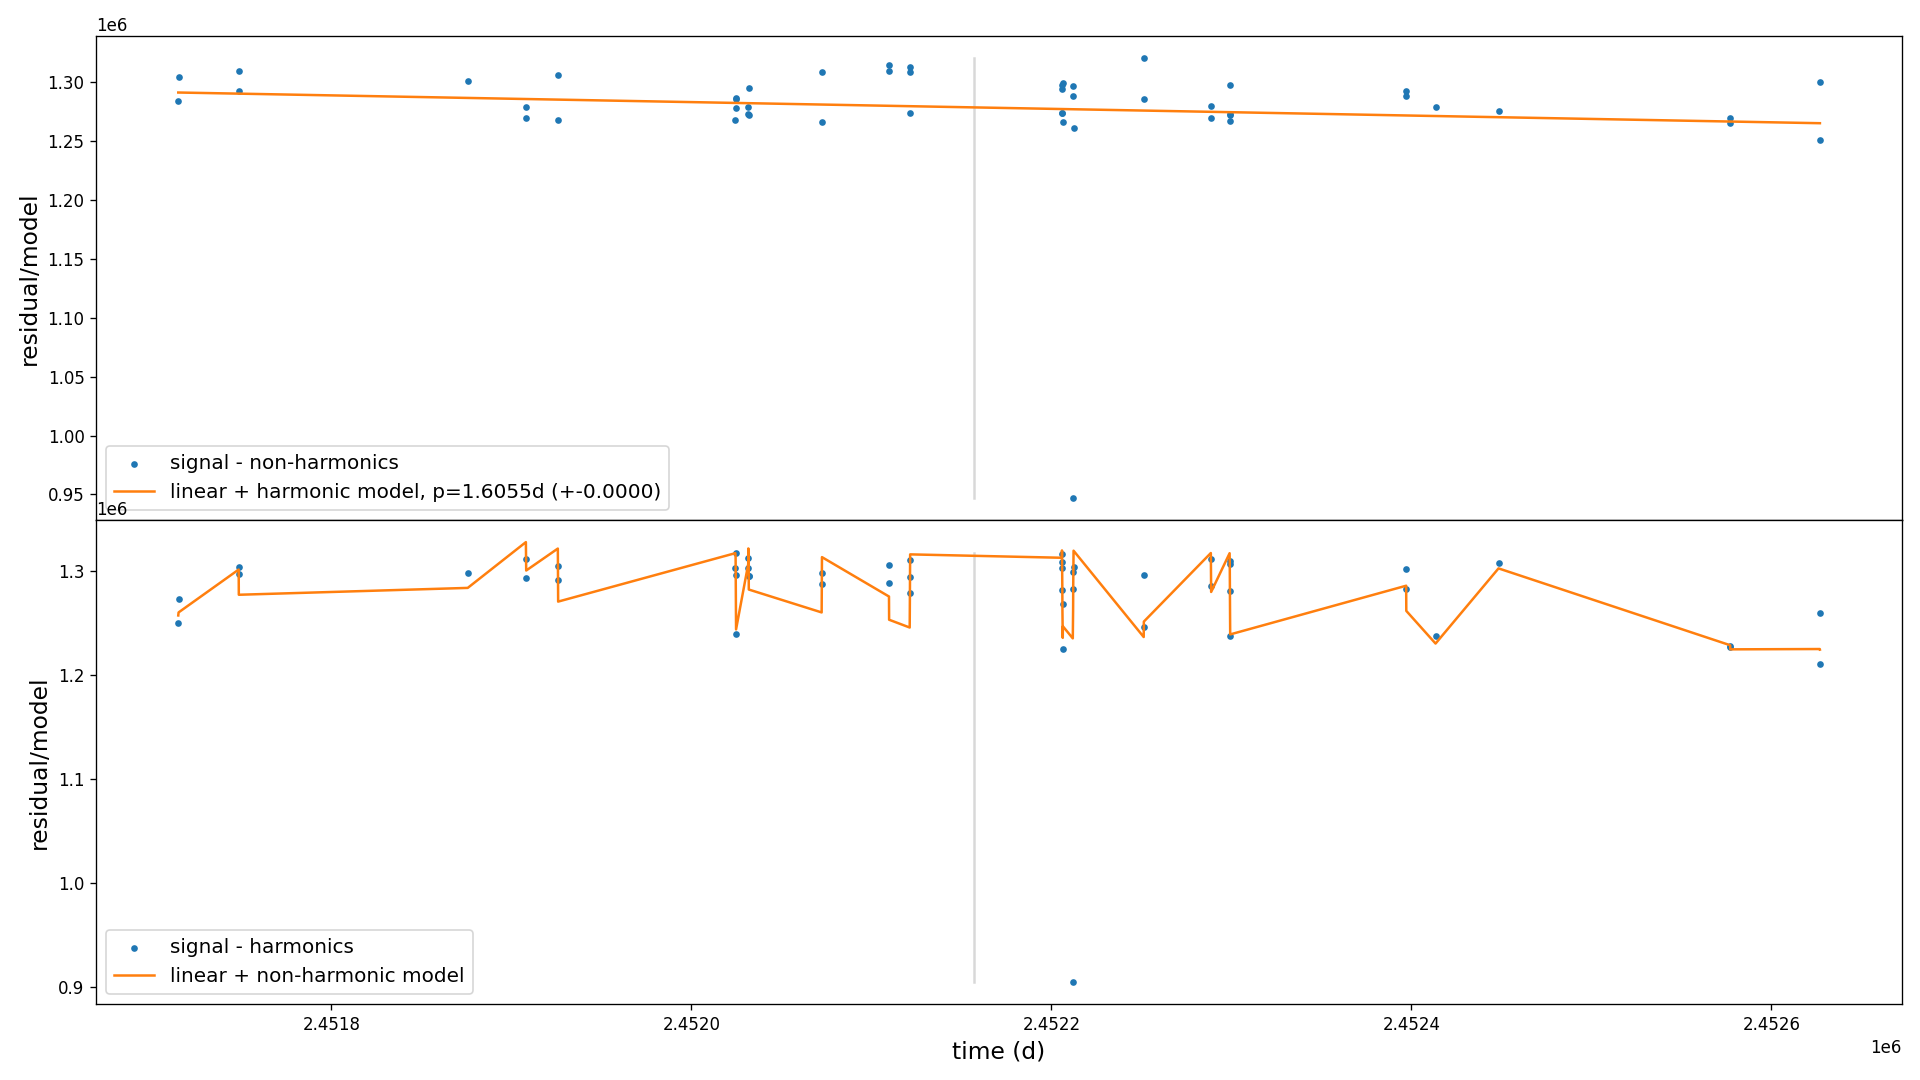 1e6
1.30
1.25
1.20
1.15
1.10
1.05
1.00
0.95
residual/model
signal - non-harmonics
linear + harmonic model, p=1.6055d (+-0.0000)
1e6
1.3
1.2
1.1
1.0
0.9
residual/model
signal - harmonics
linear + non-harmonic model
2.4518 2.4520 2.4522 2.4524 2.4526
time (d)
1e6